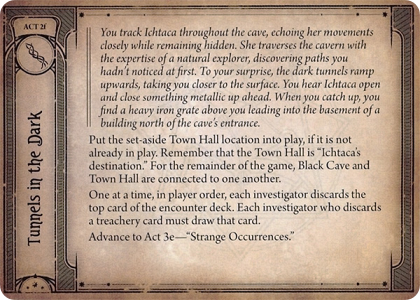 ACT 2f
Tunnels in the Dark
You track Ichtaca throughout the cave, echoing her movements
closely while remaining hidden. She traverses the cavern with
the expertise of a natural explorer, discovering paths you
hadn't noticed at first. To your surprise, the dark tunnels ramp
upwards, taking you closer to the surface. You hear Ichtaca open
and close something metallic up ahead. When you catch up, you
find a heavy iron grate above you leading into the basement of a
building north of the cave's entrance.
Put the set-aside Town Hall location into play, if it is not
already in play. Remember that the Town Hall is “Ichtaca's
destination.” For the remainder of the game, Black Cave and
Town Hall are connected to one another.
One at a time, in player order, each investigator discards the
top card of the encounter deck. Each investigator who discards
a treachery card must draw that card.
Advance to Act 3e—“Strange Occurrences.”